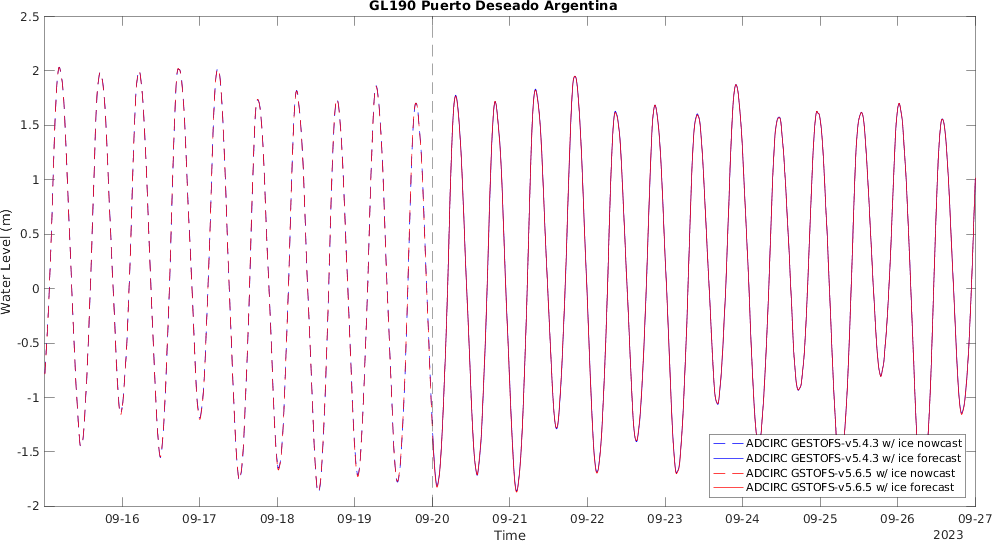 GL190 Puerto Deseado Argentina
Water Level (m)
2.5
2
1.5
1
0.5
0
-0.5
-1
-1.5
-2
ADCIRC GESTOFS-v5.4.3 w/ ice nowcast
ADCIRC GESTOFS-v5.4.3 w/ ice forecast
ADCIRC GSTOFS-v5.6.5 w/ ice nowcast
ADCIRC GSTOFS-v5.6.5 w/ ice forecast
09-16 09-17 09-18 09-19 09-20 09-21 09-22 09-23 09-24 09-25 09-26 09-27
Time
2023